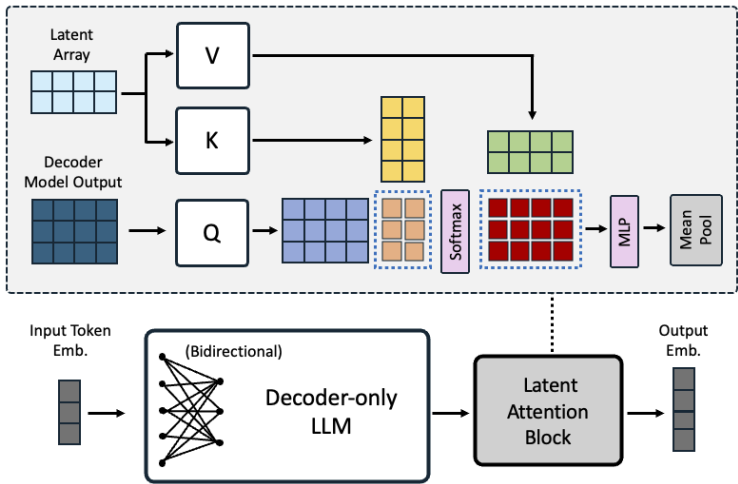 Latent
Array
V
K
Decoder
Model Output
Q
Softmax
MLP
Mean
Pool
Input Token
Emb.
(Bidirectional)
Decoder-only
LLM
Latent
Attention
Block
Output
Emb.